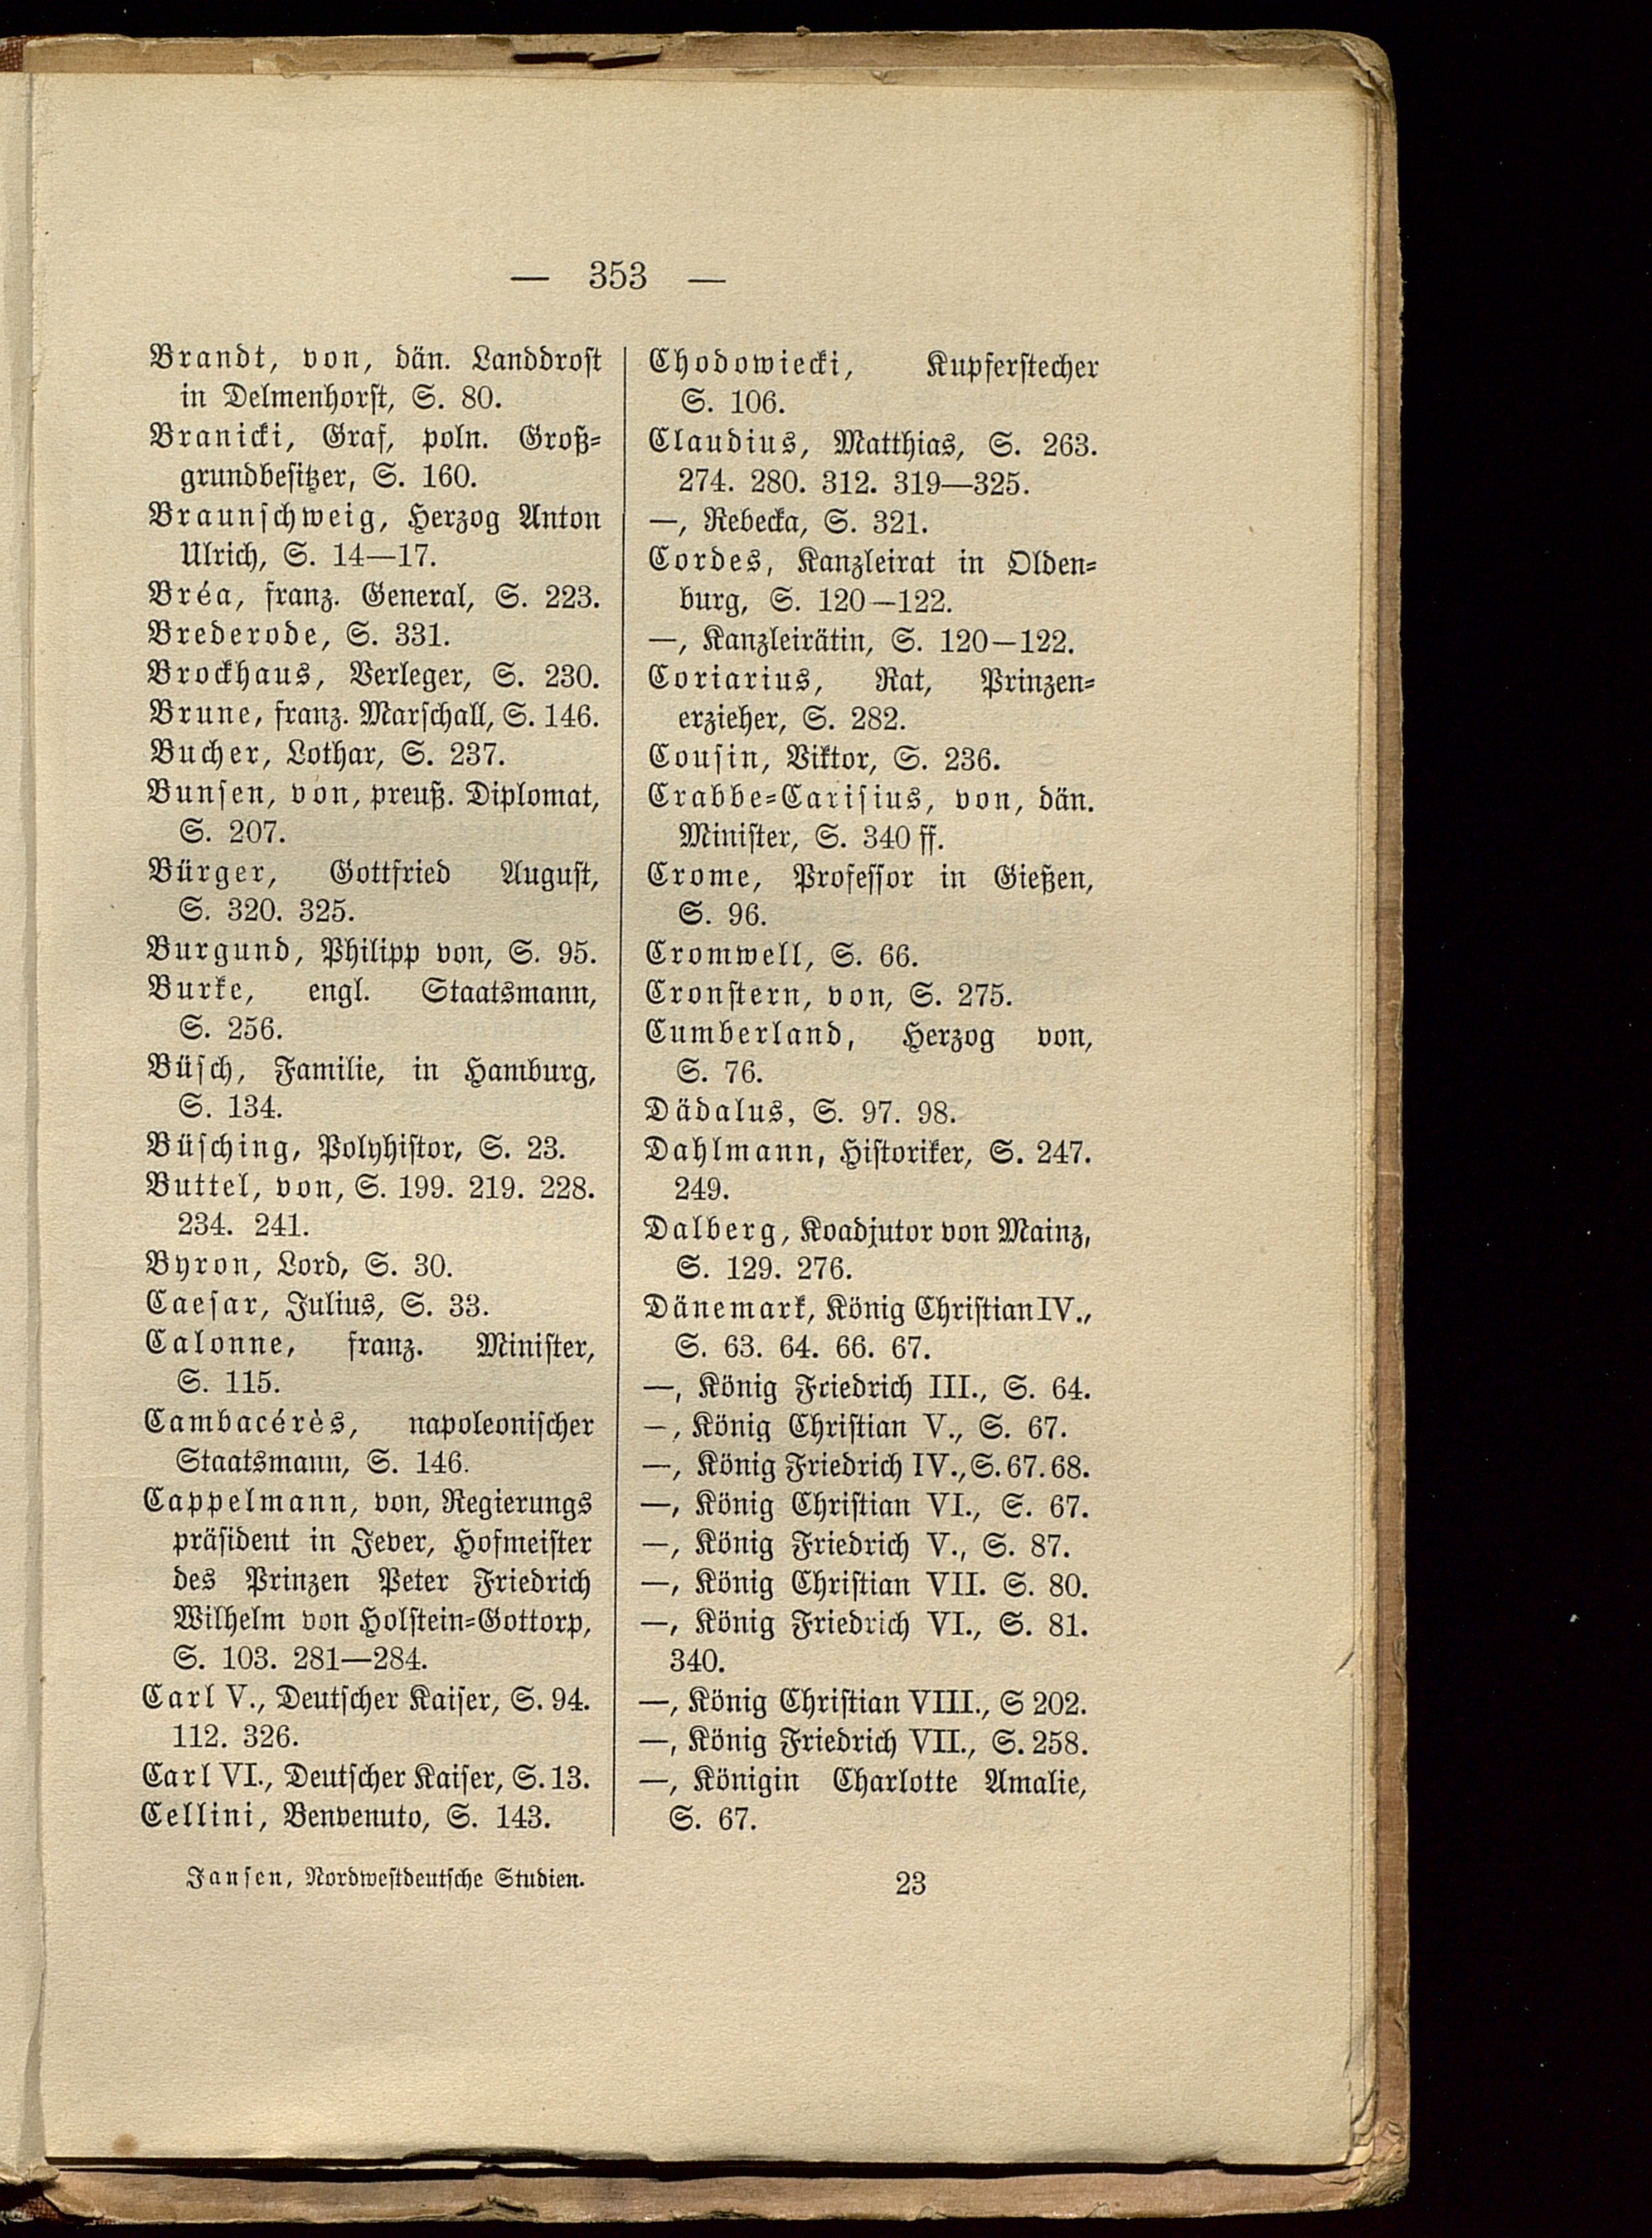 — 353 —
Brandt, von, dän. Landdrost
in Delmenhorst, S. 80.
Branicki, Graf, poln. Groß-
grundbesitzer, S. 160.
Braunschweig, Herzog Anton
Ulrich, S. 14—17.
Bréa, franz. General, S. 223.
Brederode, S. 331.
Brockhaus, Verleger, S. 230.
Brune, franz. Marschall, S. 146.
Bucher, Lothar, S. 237.
Bunsen, von, preuß. Diplomat,
S. 207.
Bürger, Gottfried August,
S. 320. 325.
Burgund, Philipp von, S. 95.
Burke, engl. Staatsmann,
S. 256.
Büsch, Familie, in Hamburg,
S. 134.
Büsching, Polyhistor, S. 23.
Buttel, von, S. 199. 219. 228.
234. 241.
Byron, Lord, S. 30.
Caesar, Julius, S. 33.
Calonne, franz. Minister,
S. 115.
Cambacérès, napoleonischer
Staatsmann, S. 146.
Cappelmann, von, Regierungs
präsident in Jever, Hofmeister
des Prinzen Peter Friedrich
Wilhelm von Holstein-Gottorp,
S. 103. 281—284.
Carl V., Deutscher Kaiser, S. 94.
112. 326.
Carl VI., Deutscher Kaiser, S. 13.
Cellini, Benvenuto, S. 143.
Chodowiecki, Kupferstecher
S. 106.
Claudius, Matthias, S. 263.
274. 280. 312. 319—325.
—, Rebecka, S. 321.
Cordes, Kanzleirat in Olden-
burg, S. 120—122.
—, Kanzleirätin, S. 120—122.
Coriarius, Rat, Prinzen-
erzieher, S. 282.
Cousin, Viktor, S. 236.
Crabbe-Carisius, von, dän.
Minister, S. 340 ff.
Crome, Professor in Gießen,
S. 96.
Cromwell, S. 66.
Cronstern, von, S. 275.
Cumberland, Herzog von,
S. 76.
Dädalus, S. 97. 98.
Dahlmann, Historiker, S. 247.
249.
Dalberg, Koadjutor von Mainz,
S. 129. 276.
Dänemark, König Christian IV.,
S. 63. 64. 66. 67.
—, König Friedrich III., S. 64.
—, König Christian V., S. 67.
—, König Friedrich IV., S. 67. 68.
—, König Christian VI., S. 67.
—, König Friedrich V., S. 87.
—, König Christian VII. S. 80.
—, König Friedrich VI., S. 81.
340.
—, König Christian VIII., S 202.
—, König Friedrich VII., S. 258.
—, Königin Charlotte Amalie,
S. 67.
Jansen, Nordwestdeutsche Studien. 23